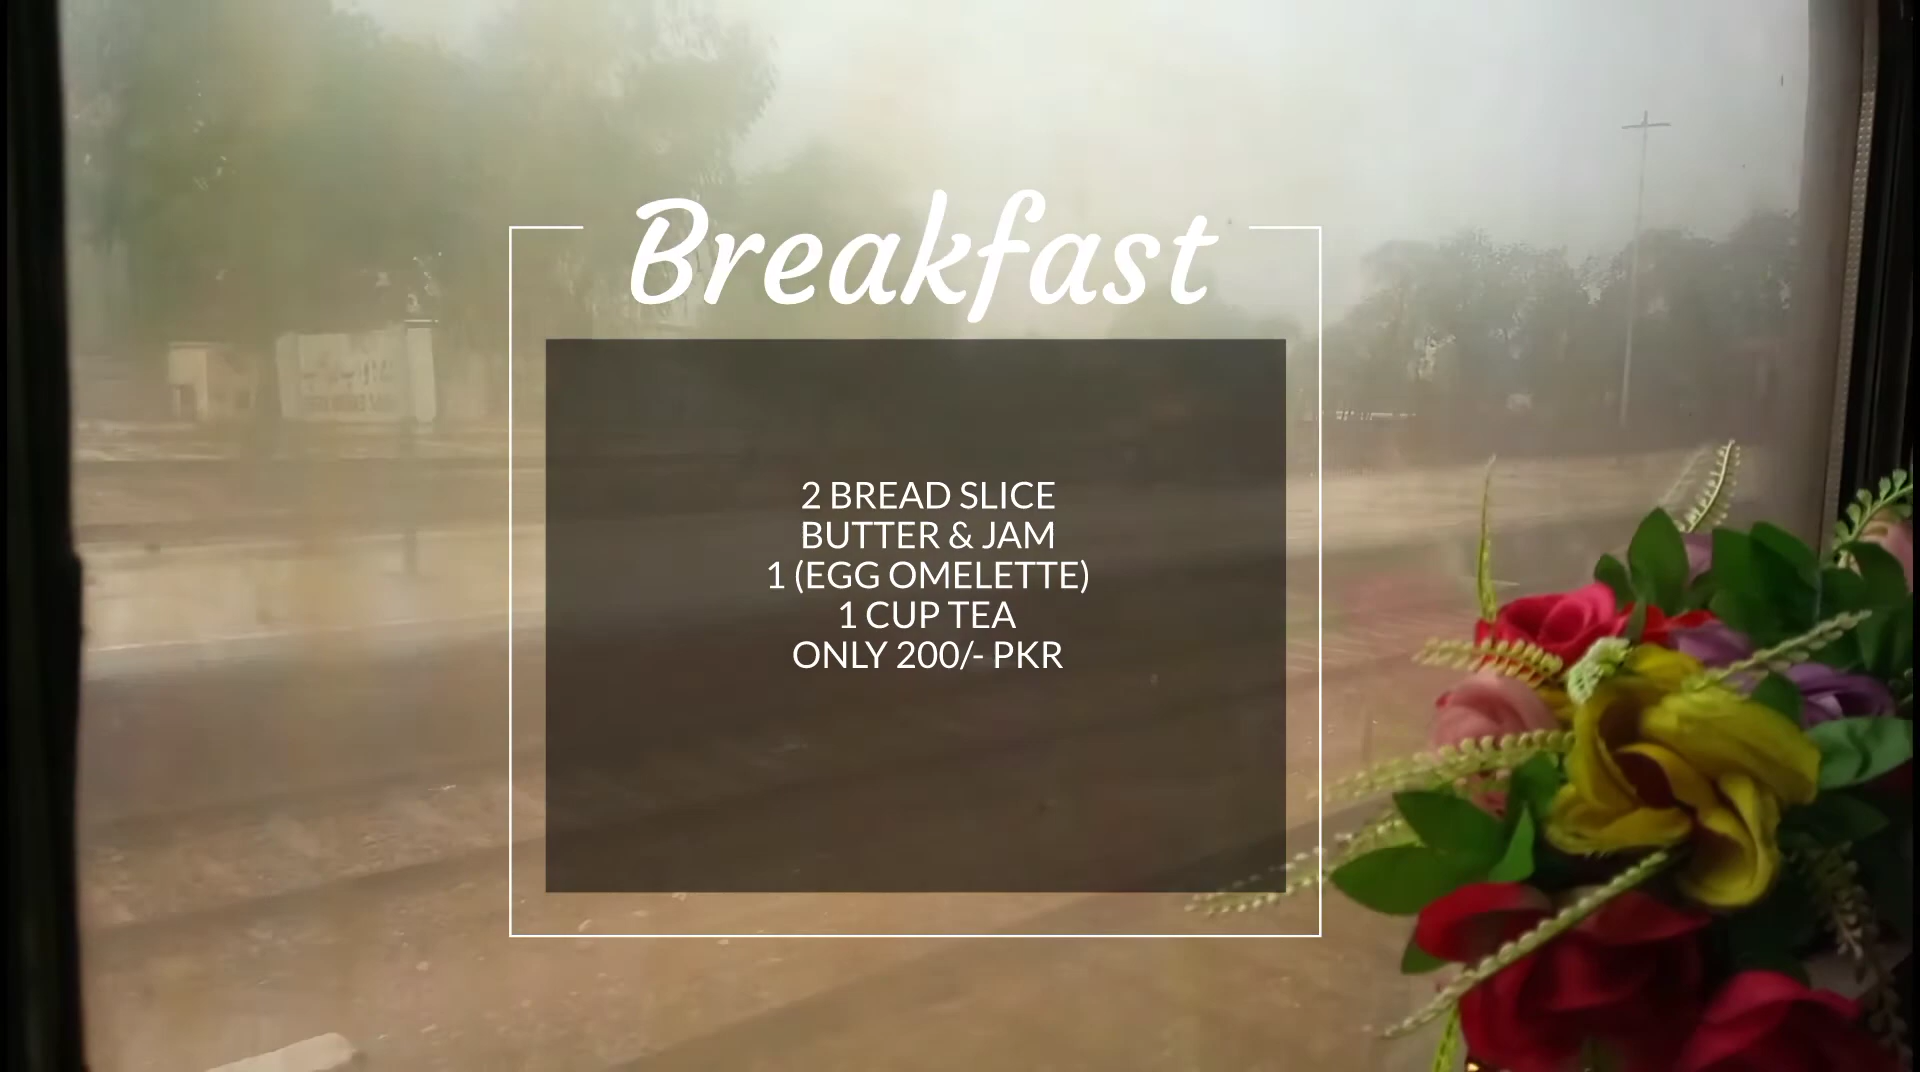 Breakfast
2 BREAD SLICE
BUTTER & JAM
1 (EGG OMELETTE)
1 CUP TEA
ONLY 200/- PKR